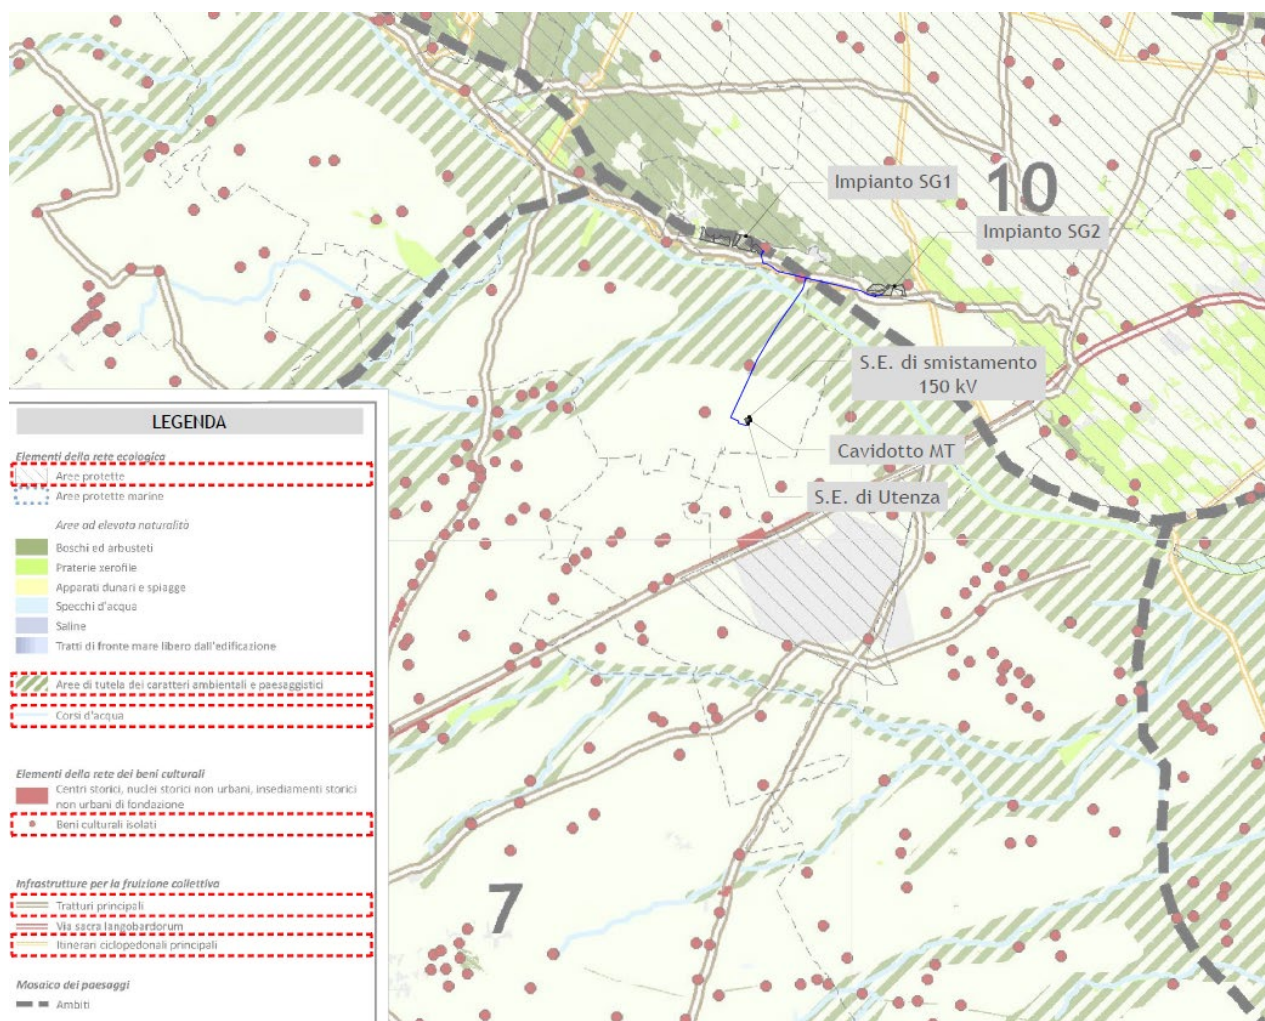 Impianto SG1
10
Impianto SG2
S.E. di smistamento
150 kV
Cavidotto MT
S.E. di Utenza
7
LEGENDA
Elementi della rete ecologica
Aree protette
Aree protette marine
Aree ad elevata naturalità
Boschi ed arbusteti
Praterie xerofile
Apparati dunari e spiagge
Specchi d'acqua
Saline
Tratti di fronte mare libero dall'edificazione
Aree di tutela dei caratteri ambientali e paesaggistici
Corsi d'acqua
Elementi della rete dei beni culturali
Centri storici, nuclei storici non urbani, insediamenti storici
non urbani di fondazione
Beni culturali isolati
Infrastrutture per la fruizione collettiva
Tratturi principali
Via sacra langobardorum
Itinerari ciclopedonali principali
Mosaico dei paesaggi
Ambiti